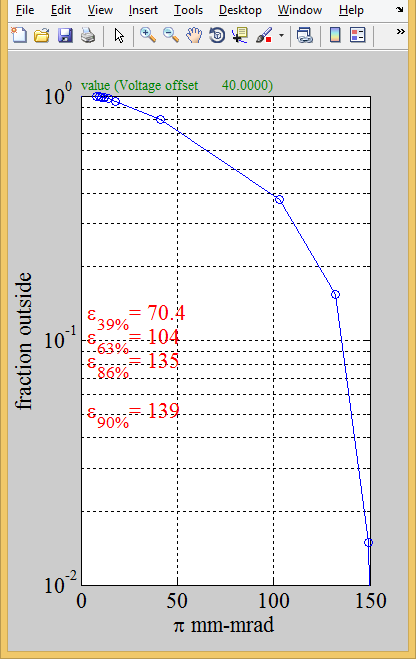 File Edit View Insert Tools Desktop Window Help
value (Voltage offset 40.0000)
10^0
ε39% = 70.4
10^-1
ε63% = 104
ε86% = 135
ε90% = 139
fraction outside
10^-2
0 50 100 150
π mm-mrad